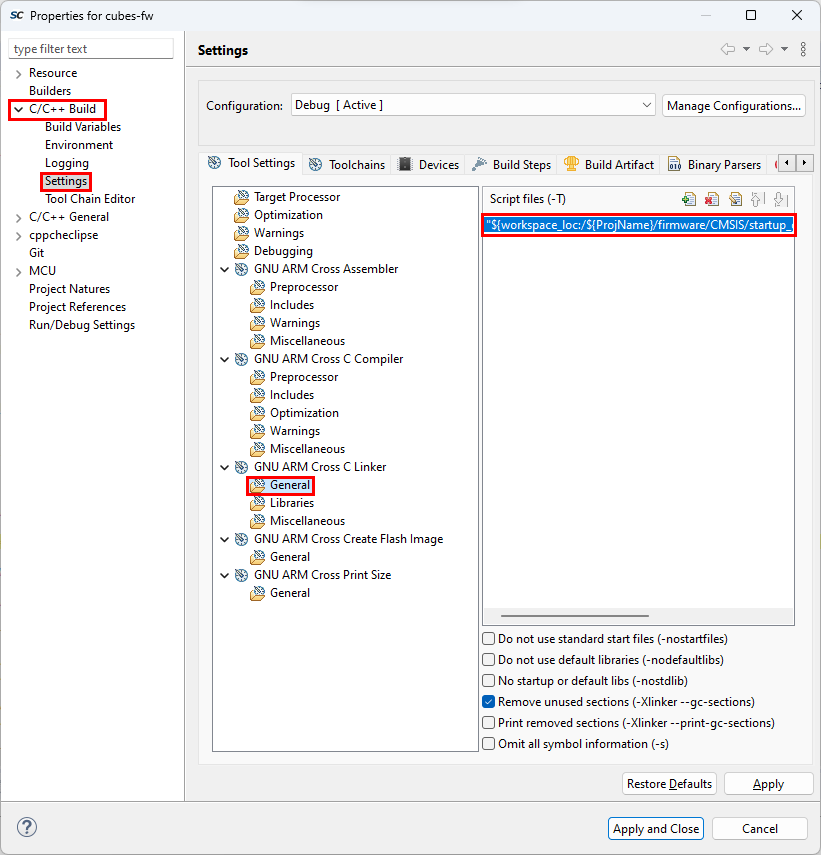 SC Properties for cubes-fw
type filter text
Resource
Builders
C/C++ Build
Build Variables
Environment
Logging
Settings
Tool Chain Editor
C/C++ General
cppcheclipse
Git
MCU
Project Natures
Project References
Run/Debug Settings
Settings
Configuration: Debug [ Active ] Manage Configurations...
Tool Settings Toolchains Devices Build Steps Build Artifact Binary Parsers
Target Processor
Optimization
Warnings
Debugging
GNU ARM Cross Assembler
Preprocessor
Includes
Warnings
Miscellaneous
GNU ARM Cross C Compiler
Preprocessor
Includes
Optimization
Warnings
Miscellaneous
GNU ARM Cross C Linker
General
Libraries
Miscellaneous
GNU ARM Cross Create Flash Image
General
GNU ARM Cross Print Size
General
Script files (-T)
"${workspace_loc:/${ProjName}/firmware/CMSIS/startup_
Do not use standard start files (-nostartfiles)
Do not use default libraries (-nodefaultlibs)
No startup or default libs (-nostdlib)
Remove unused sections (-Xlinker --gc-sections)
Print removed sections (-Xlinker --print-gc-sections)
Omit all symbol information (-s)
Restore Defaults Apply
Apply and Close Cancel